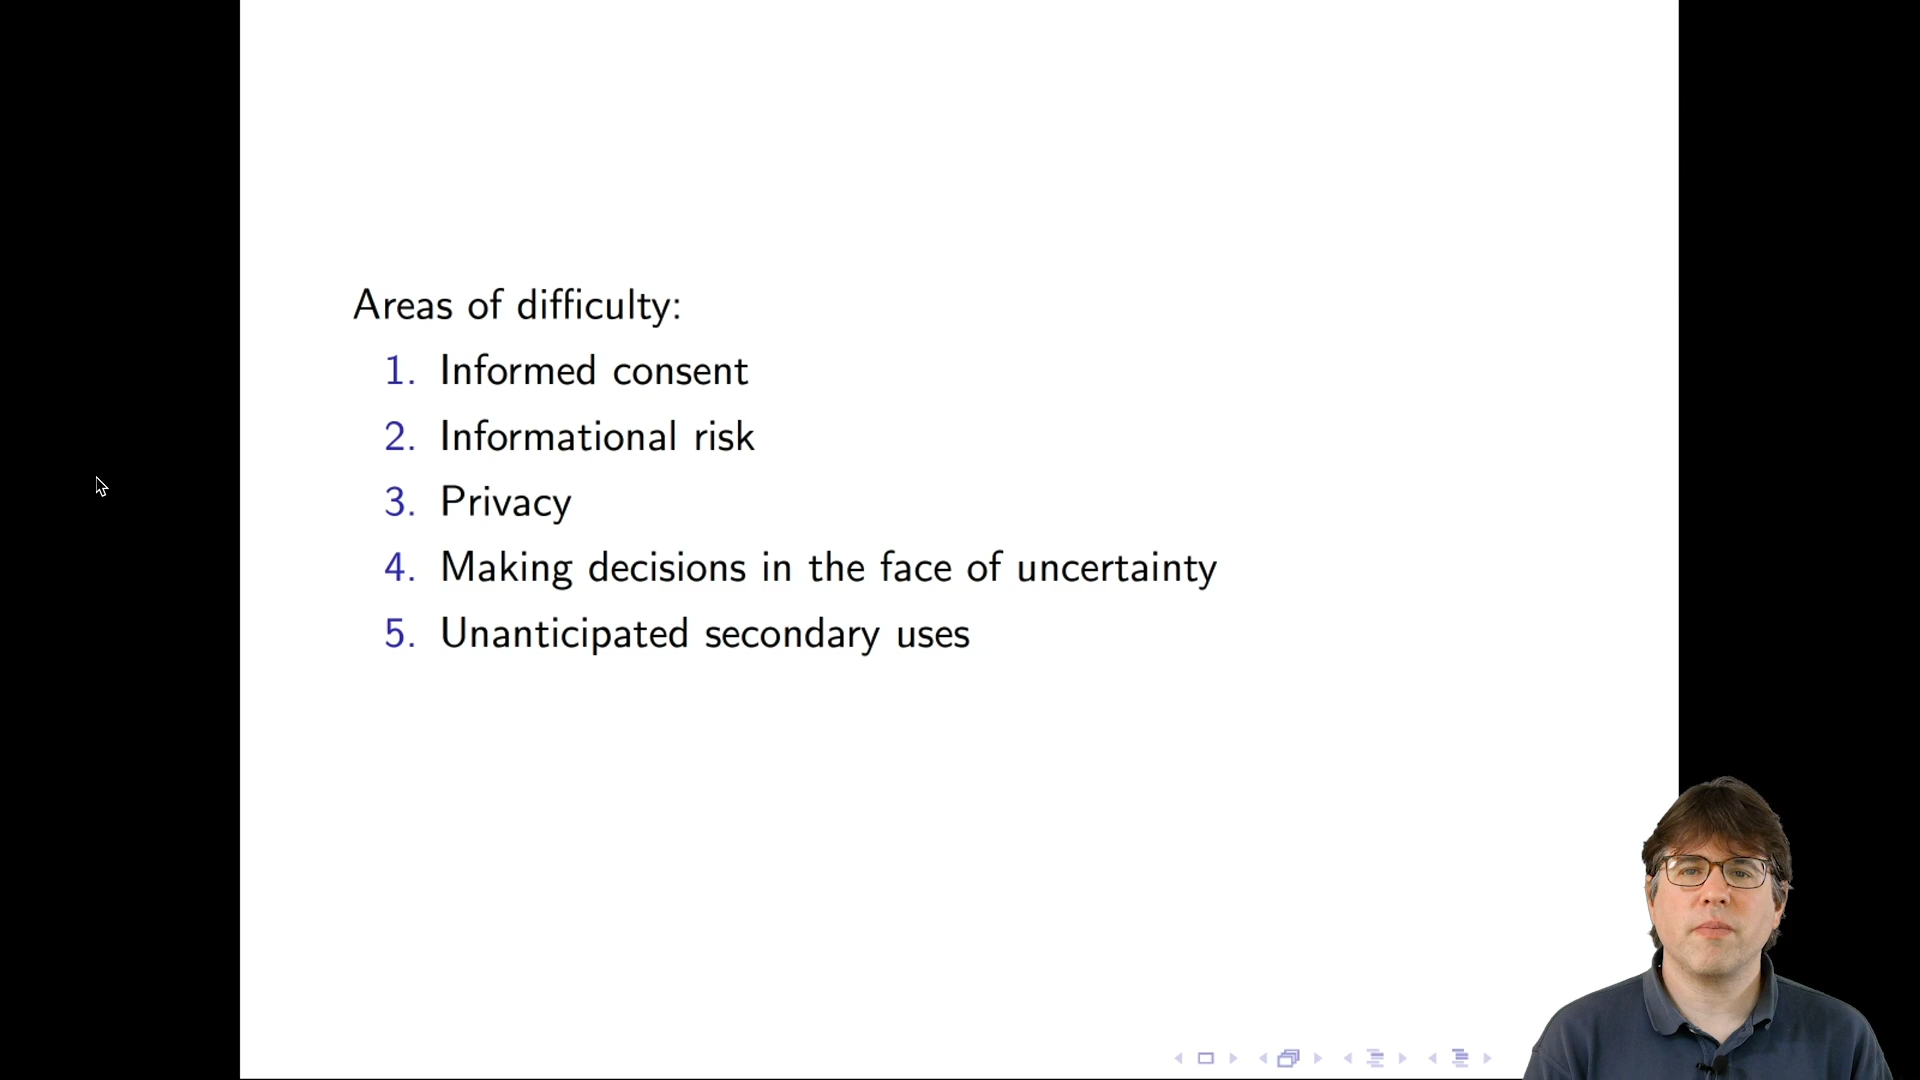 Areas of difficulty:
1. Informed consent
2. Informational risk
3. Privacy
4. Making decisions in the face of uncertainty
5. Unanticipated secondary uses